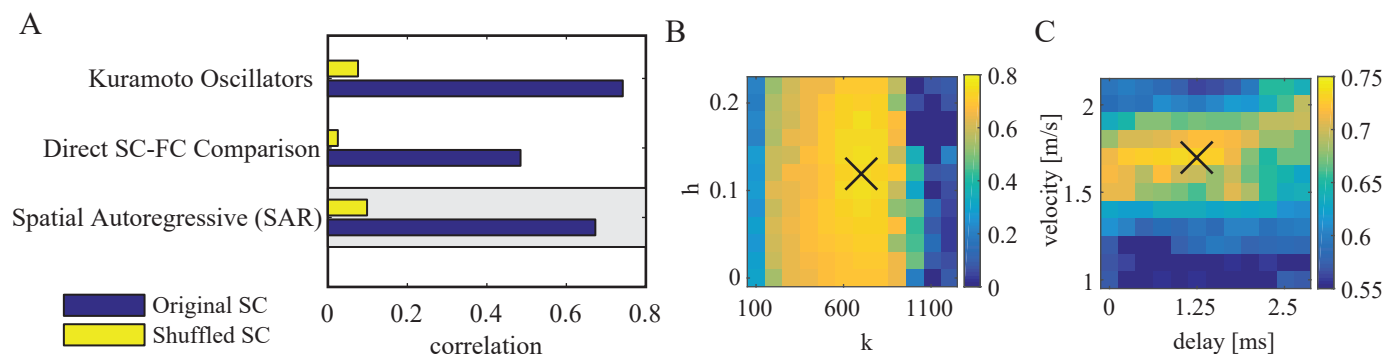 A
Kuramoto Oscillators
Direct SC-FC Comparison
Spatial Autoregressive (SAR)
0 0.2 0.4 0.6 0.8
correlation
Original SC
Shuffled SC
B
h
0.2
0.1
0
100 600 1100
k
0.8
0.6
0.4
0.2
0
C
velocity [m/s]
2
1.5
1
0 1.25 2.5
delay [ms]
0.75
0.7
0.65
0.6
0.55